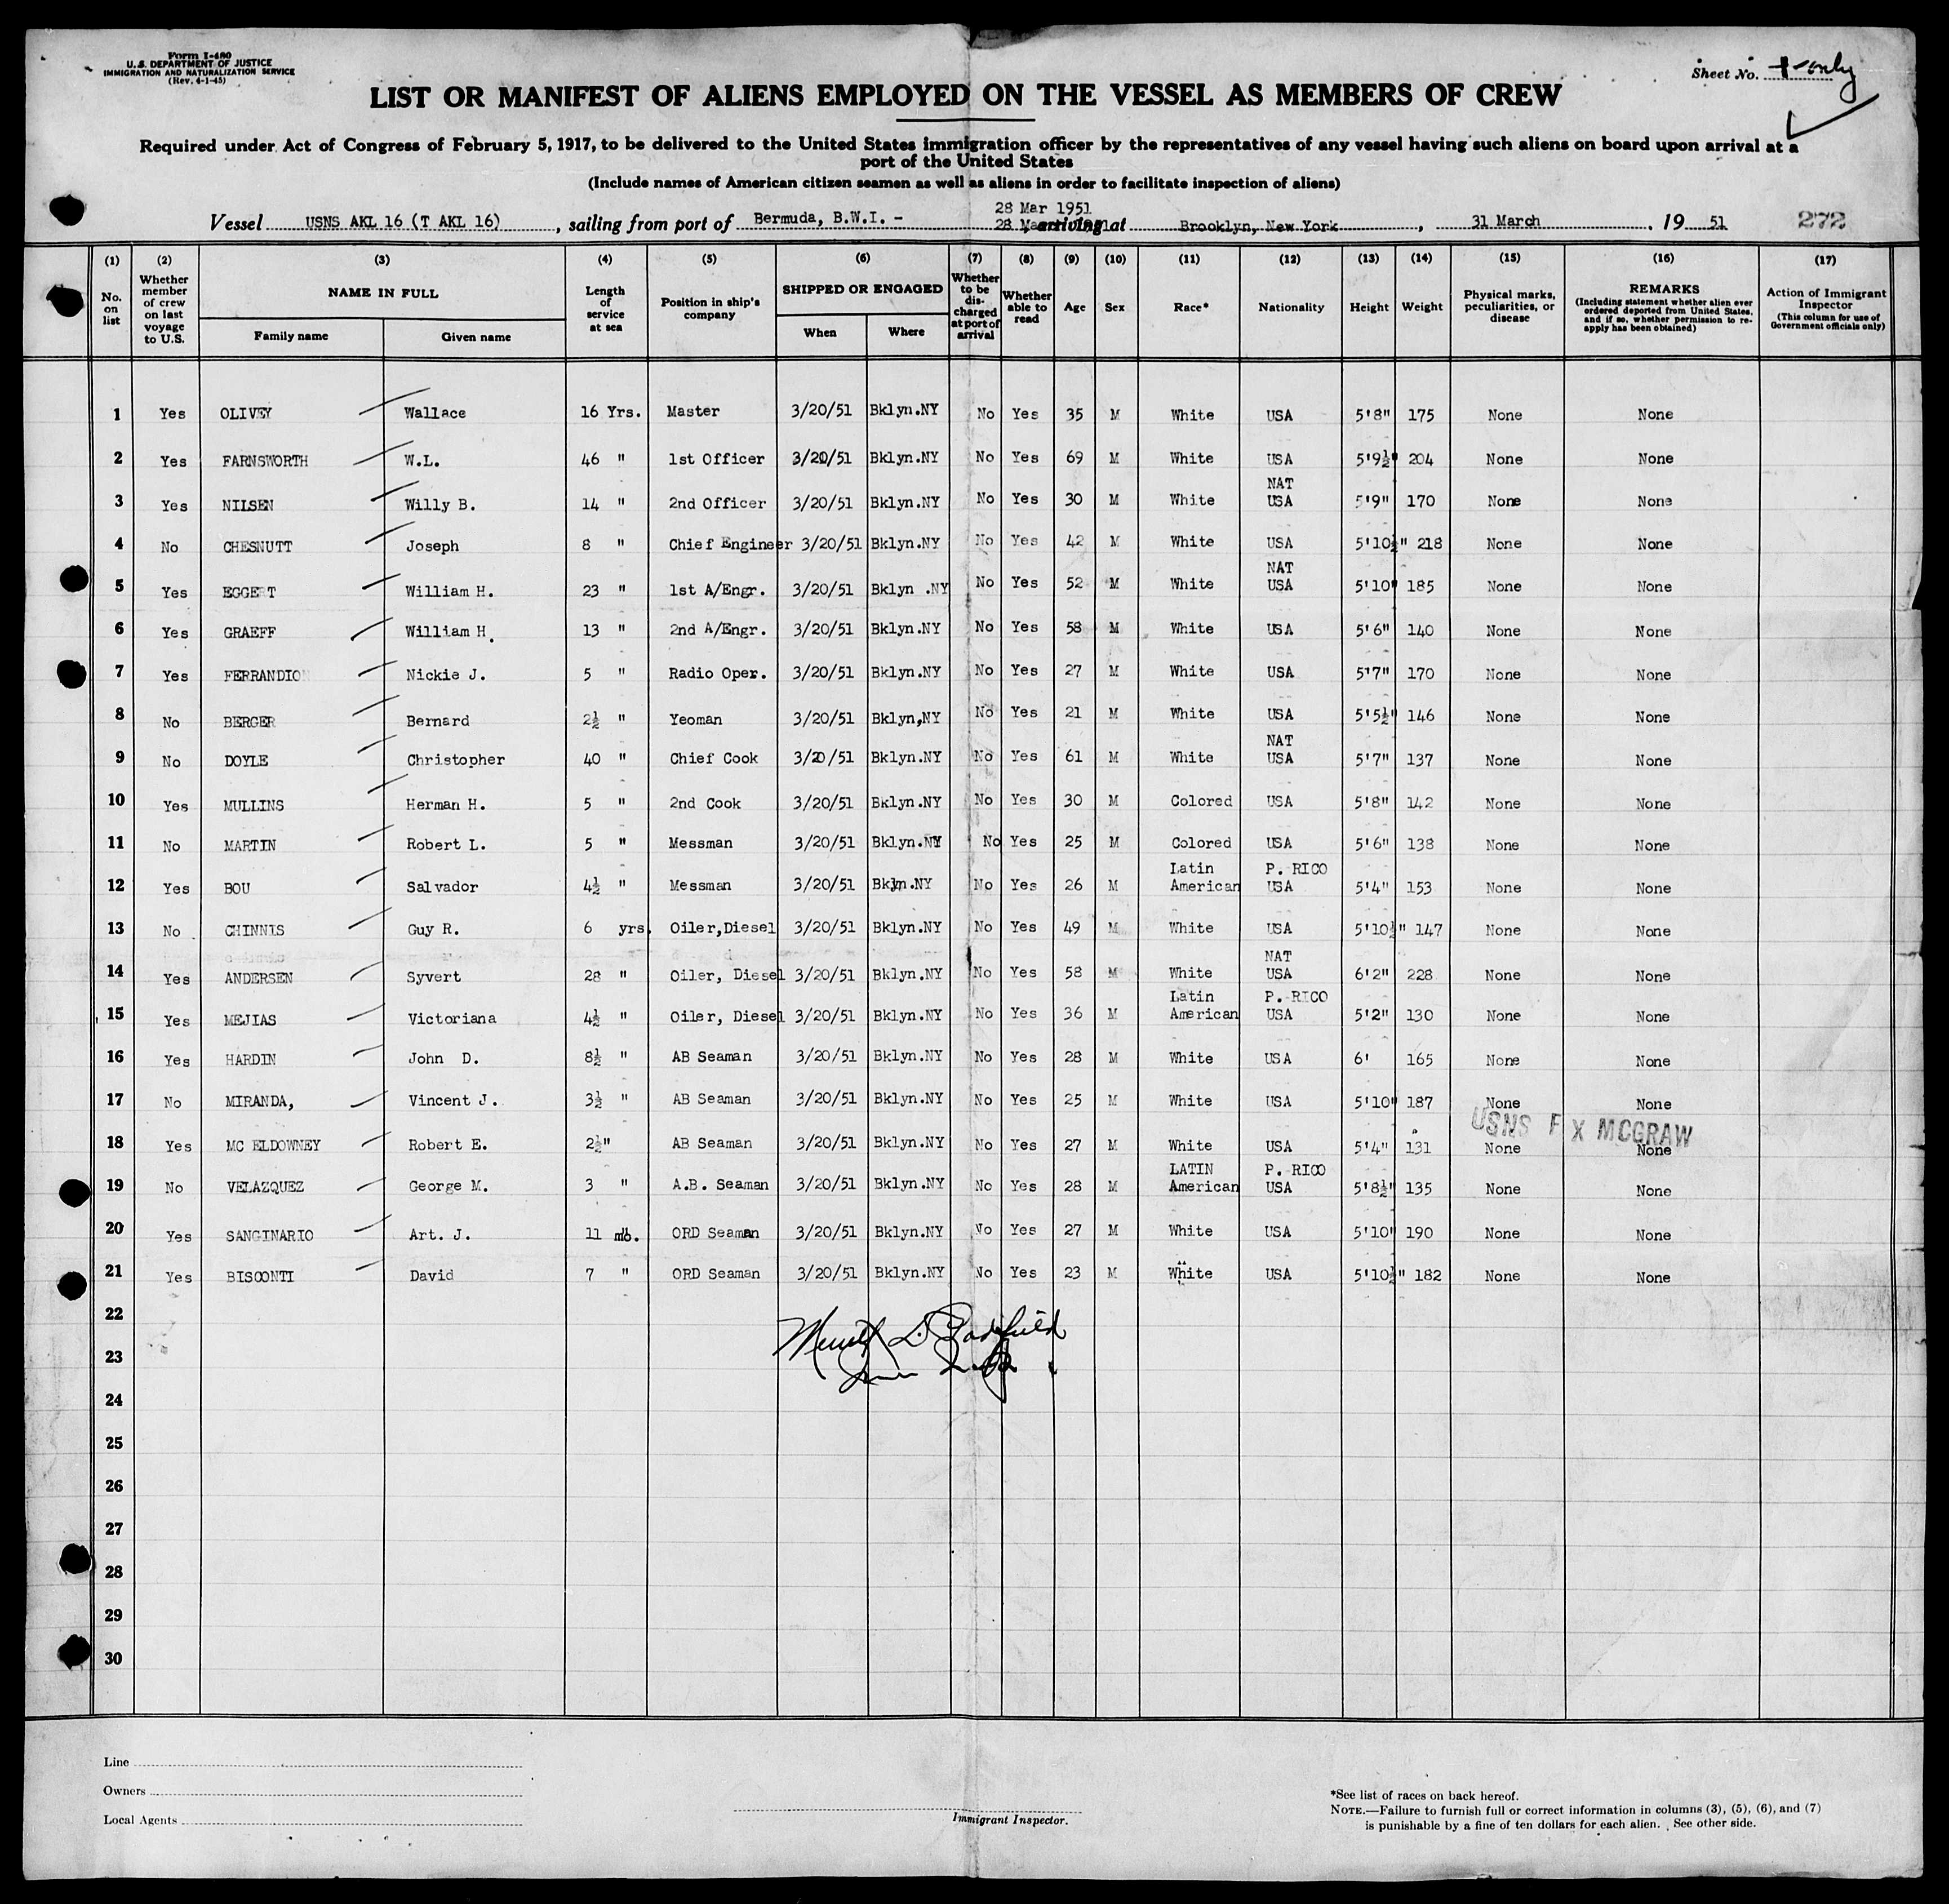 Form I-480
U.S. DEPARTMENT OF JUSTICE
IMMIGRATION AND NATURALIZATION SERVICE
(Rev. 4-1-45)
Sheet No. 1-only
LIST OR MANIFEST OF ALIENS EMPLOYED ON THE VESSEL AS MEMBERS OF CREW
Required under Act of Congress of February 5, 1917, to be delivered to the United States immigration officer by the representatives of any vessel having such aliens on board upon arrival at a
port of the United States
(Include names of American citizen seamen as well as aliens in order to facilitate inspection of aliens)
28 Mar 1951
Vessel USNS AKL 16 (T AKL 16), sailing from port of Bermuda, B.W.I. - arriving at Brooklyn, New York, 31 March, 19 51 272
(1) No. on list
(2) Whether member of crew on last voyage to U.S.
(3) NAME IN FULL
Family name Given name
(4) Length of service at sea
(5) Position in ship's company
(6) SHIPPED OR ENGAGED
When Where
(7) Whether to be discharged at port of arrival
(8) Whether able to read
(9) Age
(10) Sex
(11) Race*
(12) Nationality
(13) Height
(14) Weight
(15) Physical marks, peculiarities, or disease
(16) REMARKS
(Including statement whether alien ever ordered deported from United States, and if so, whether permission to reapply has been obtained)
(17) Action of Immigrant Inspector
(This column for use of Government officials only)
1 Yes OLIVEY Wallace 16 Yrs. Master 3/20/51 Bklyn.NY No Yes 35 M White USA 5'8" 175 None None
2 Yes FARNSWORTH W.L. 46 " 1st Officer 3/20/51 Bklyn.NY No Yes 69 M White USA 5'9½" 204 None None
3 Yes NILSEN Willy B. 14 " 2nd Officer 3/20/51 Bklyn.NY No Yes 30 M White NAT USA 5'9" 170 None None
4 No CHESNUTT Joseph 8 " Chief Engineer 3/20/51 Bklyn.NY No Yes 42 M White USA 5'10½" 218 None None
5 Yes EGGERT William H. 23 " 1st A/Engr. 3/20/51 Bklyn .NY No Yes 52 M White NAT USA 5'10" 185 None None
6 Yes GRAEFF William H. 13 " 2nd A/Engr. 3/20/51 Bklyn.NY No Yes 58 M White USA 5'6" 140 None None
7 Yes FERRANDION Nickie J. 5 " Radio Oper. 3/20/51 Bklyn.NY No Yes 27 M White USA 5'7" 170 None None
8 No BERGER Bernard 2½ " Yeoman 3/20/51 Bklyn,NY No Yes 21 M White USA 5'5½" 146 None None
9 No DOYLE Christopher 40 " Chief Cook 3/20/51 Bklyn.NY No Yes 61 M White NAT USA 5'7" 137 None None
10 Yes MULLINS Herman H. 5 " 2nd Cook 3/20/51 Bklyn.NY No Yes 30 M Colored USA 5'8" 142 None None
11 No MARTIN Robert L. 5 " Messman 3/20/51 Bklyn.NY No Yes 25 M Colored USA 5'6" 138 None None
12 Yes BOU Salvador 4½ " Messman 3/20/51 Bklyn.NY No Yes 26 M Latin American P. RICO USA 5'4" 153 None None
13 No CHINNIS Guy R. 6 yrs. Oiler,Diesel 3/20/51 Bklyn.NY No Yes 49 M White USA 5'10½" 147 None None
14 Yes ANDERSEN Syvert 28 " Oiler, Diesel 3/20/51 Bklyn.NY No Yes 58 M White NAT USA 6'2" 228 None None
15 Yes MEJIAS Victoriana 4½ " Oiler, Diesel 3/20/51 Bklyn.NY No Yes 36 M Latin American P. RICO USA 5'2" 130 None None
16 Yes HARDIN John D. 8½ " AB Seaman 3/20/51 Bklyn.NY No Yes 28 M White USA 6' 165 None None
17 No MIRANDA, Vincent J. 3½ " AB Seaman 3/20/51 Bklyn.NY No Yes 25 M White USA 5'10" 187 None None
USNS F X MCGRAW
18 Yes MC ELDOWNEY Robert E. 2½" AB Seaman 3/20/51 Bklyn.NY No Yes 27 M White USA 5'4" 131 None None
19 No VELAZQUEZ George M. 3 " A.B. Seaman 3/20/51 Bklyn.NY No Yes 28 M LATIN American P. RICO USA 5'8½" 135 None None
20 Yes SANGINARIO Art. J. 11 mo. ORD Seaman 3/20/51 Bklyn.NY No Yes 27 M White USA 5'10" 190 None None
21 Yes BISCONTI David 7 " ORD Seaman 3/20/51 Bklyn.NY No Yes 23 M White USA 5'10½" 182 None None
22
23
24
25
26
27
28
29
30
Line
Owners
Local Agents
Immigrant Inspector.
*See list of races on back hereof.
NOTE.—Failure to furnish full or correct information in columns (3), (5), (6), and (7)
is punishable by a fine of ten dollars for each alien. See other side.